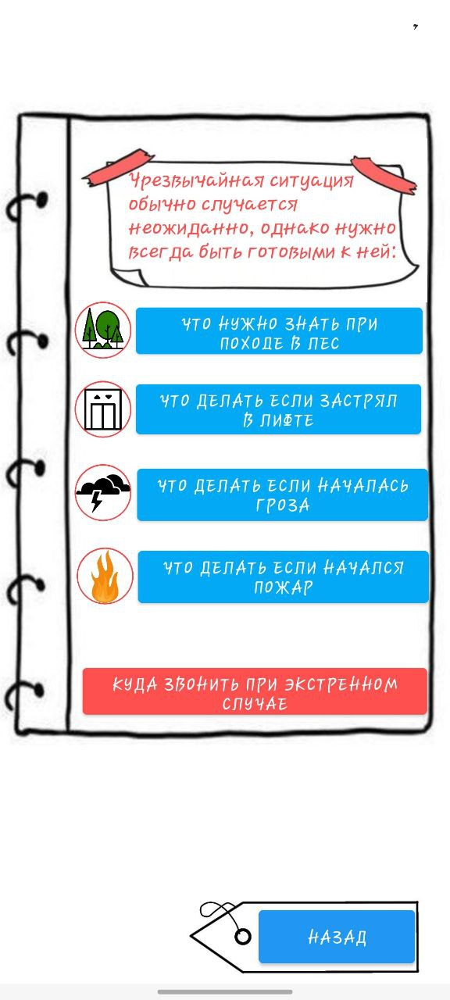 Чрезвычайная ситуация
обычно случается
неожиданно, однако нужно
всегда быть готовыми к ней:
ЧТО НУЖНО ЗНАТЬ ПРИ
ПОХОДЕ В ЛЕС
ЧТО ДЕЛАТЬ ЕСЛИ ЗАСТРЯЛ
В ЛИФТЕ
ЧТО ДЕЛАТЬ ЕСЛИ НАЧАЛАСЬ
ГРОЗА
ЧТО ДЕЛАТЬ ЕСЛИ НАЧАЛСЯ
ПОЖАР
КУДА ЗВОНИТЬ ПРИ ЭКСТРЕННОМ
СЛУЧАЕ
НАЗАД